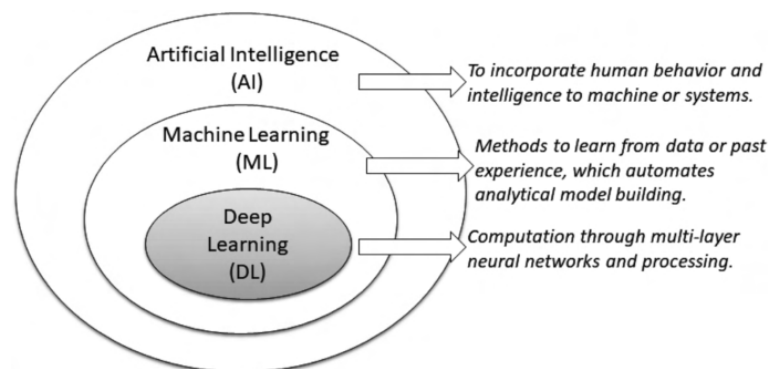 Artificial Intelligence
(AI)
To incorporate human behavior and
intelligence to machine or systems.
Machine Learning
(ML)
Methods to learn from data or past
experience, which automates
analytical model building.
Deep
Learning
(DL)
Computation through multi-layer
neural networks and processing.